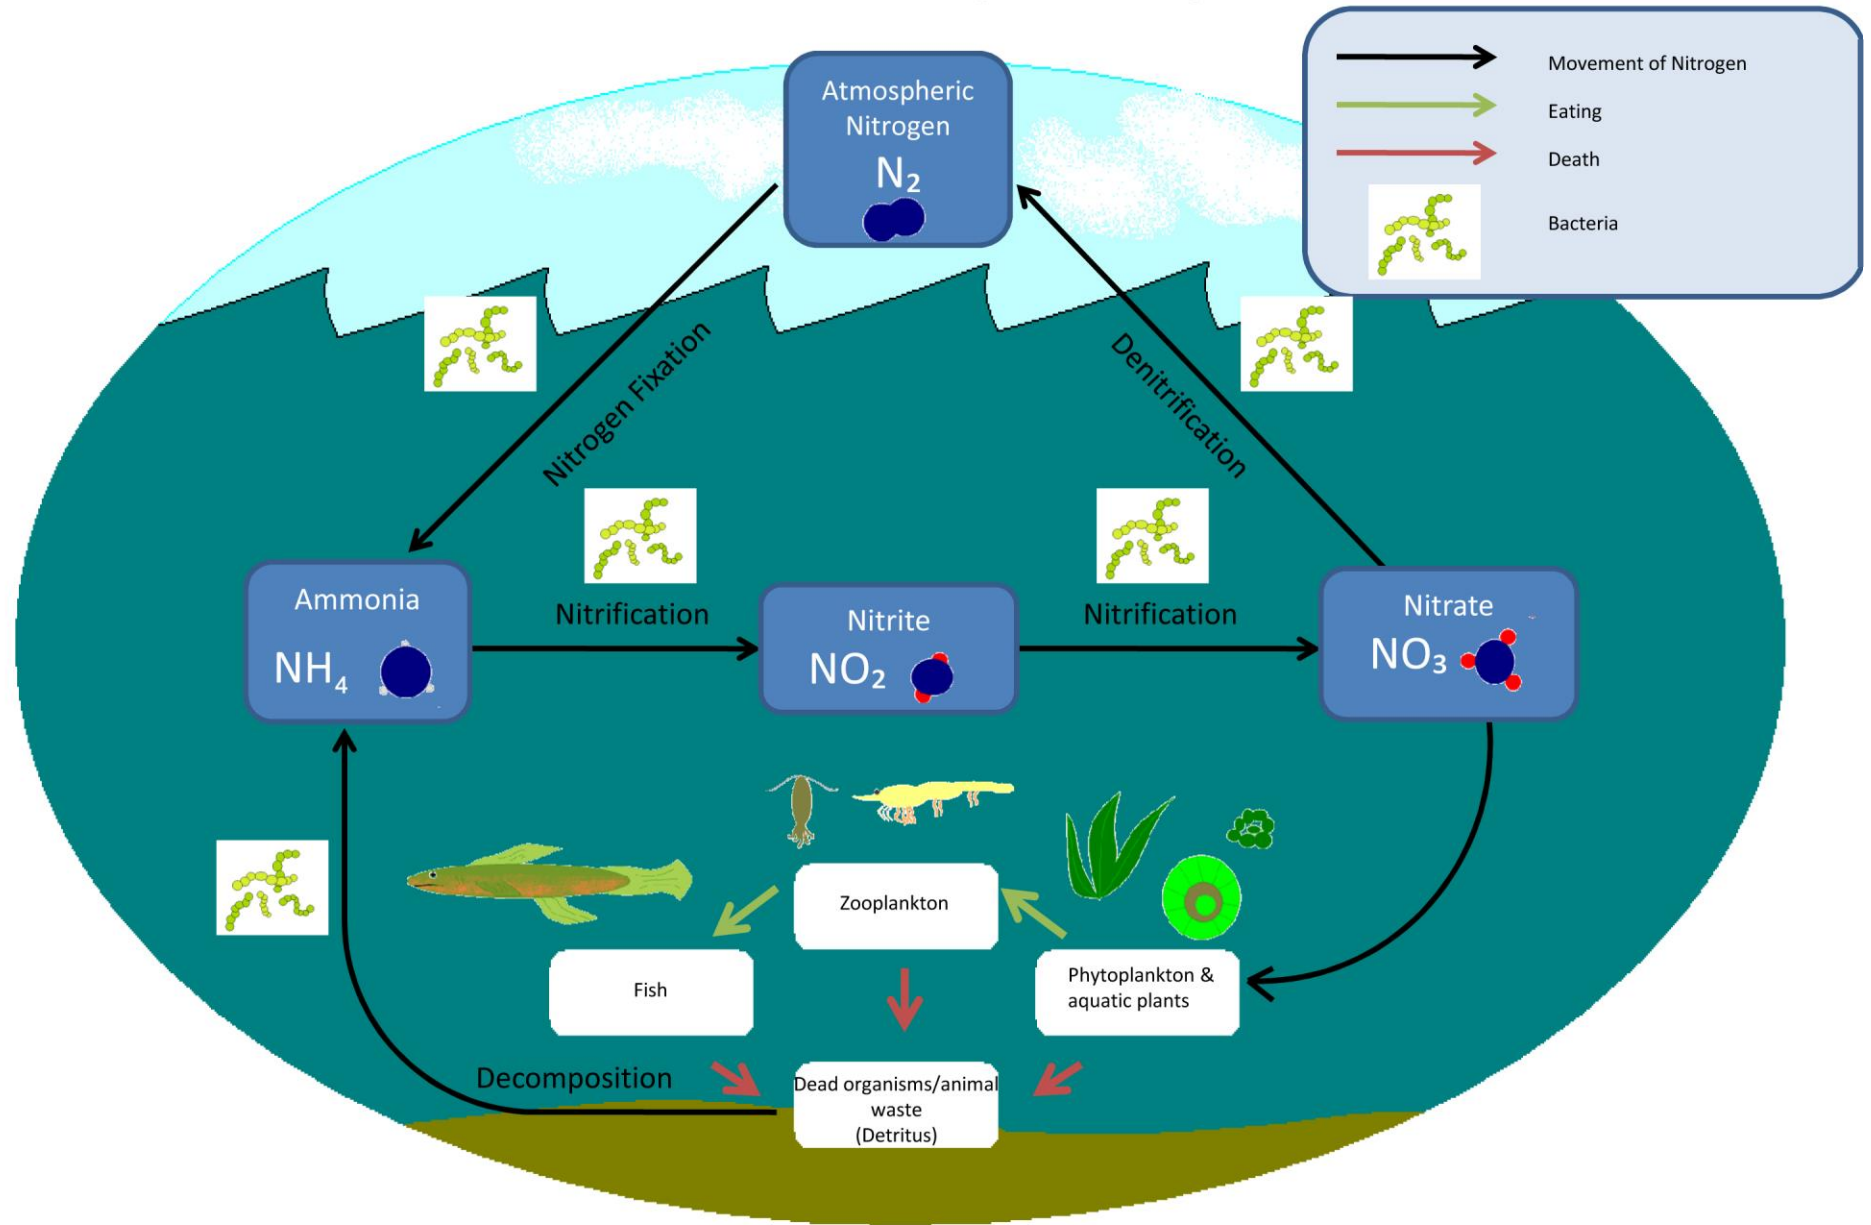 Movement of Nitrogen
Eating
Death
Bacteria
Atmospheric
Nitrogen
N₂
Nitrogen Fixation
Denitrification
Ammonia
NH₄
Nitrification
Nitrite
NO₂
Nitrification
Nitrate
NO₃
Zooplankton
Fish
Phytoplankton &
aquatic plants
Decomposition
Dead organisms/animal
waste
(Detritus)